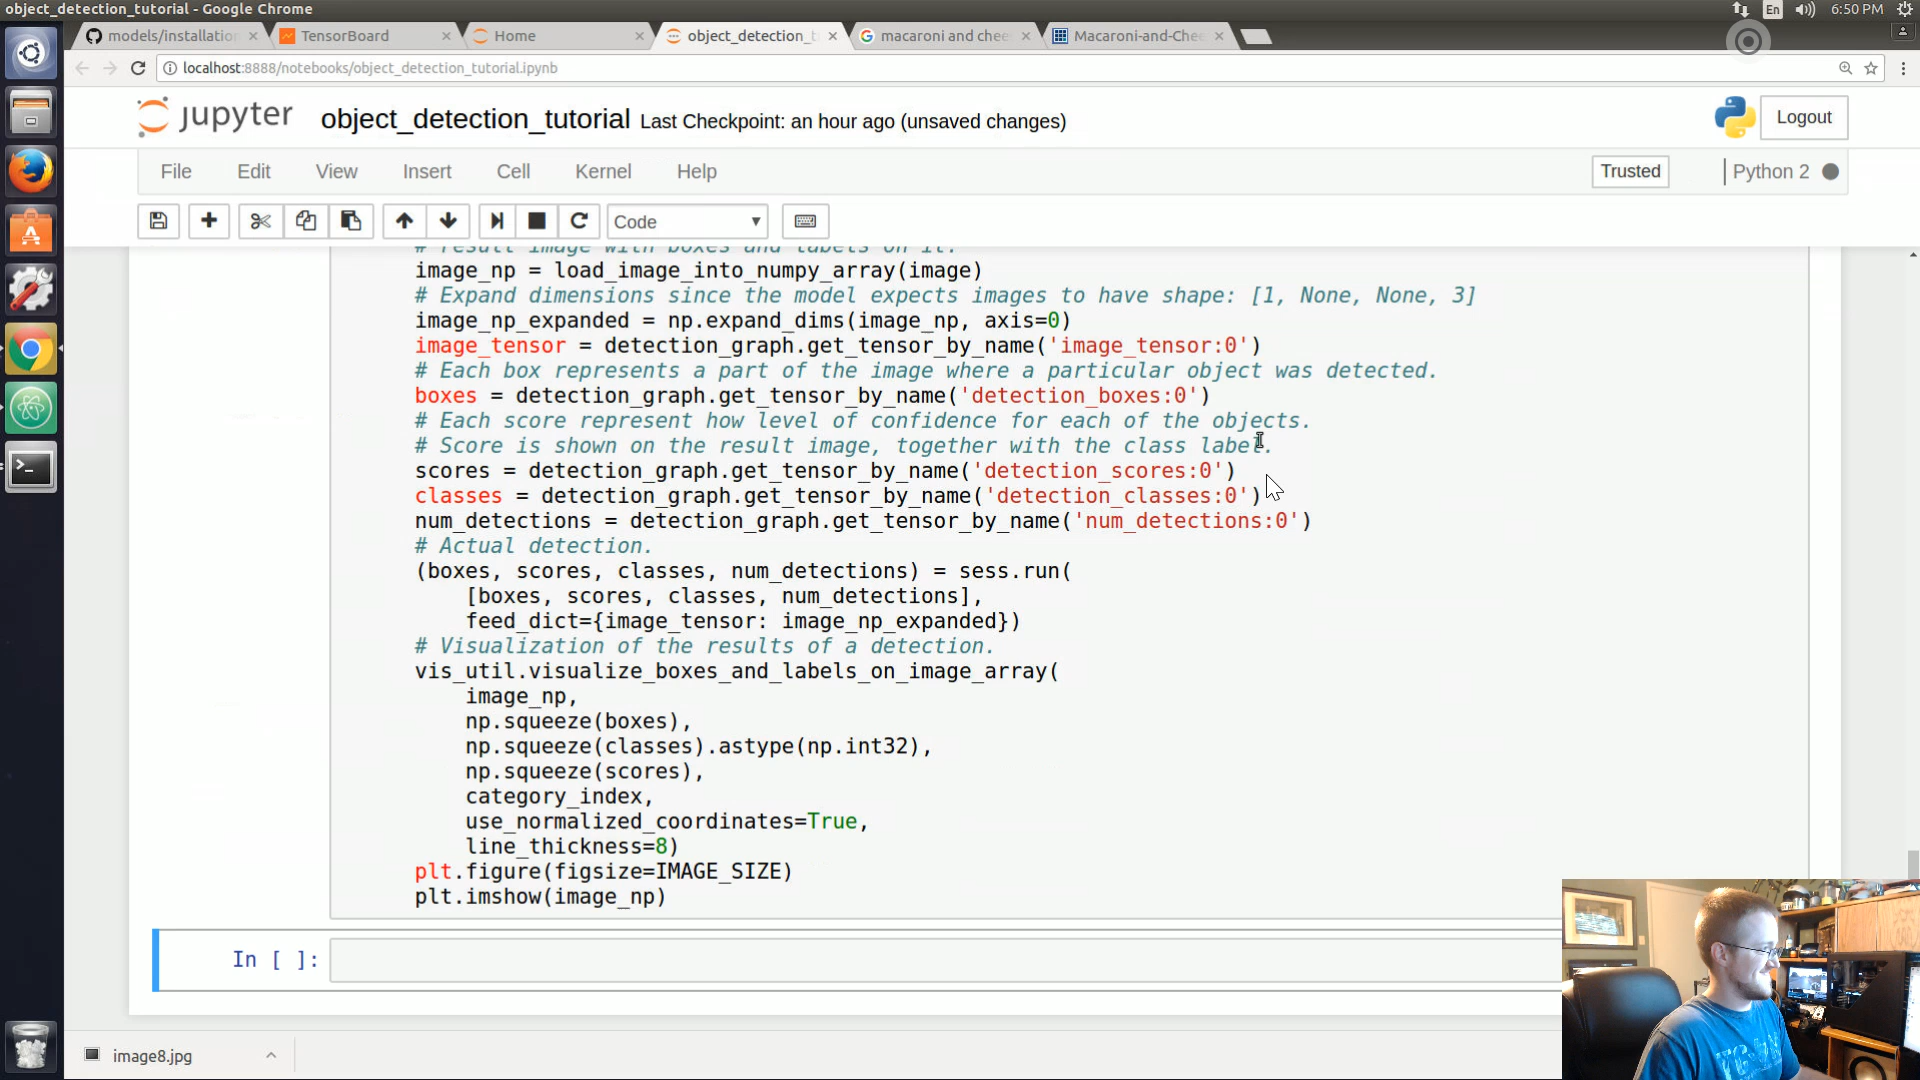 object_detection_tutorial - Google Chrome
En
6:50 PM
models/installation
TensorBoard
Home
object_detection_t
macaroni and chee
Macaroni-and-Chee
localhost:8888/notebooks/object_detection_tutorial.ipynb
jupyter
object_detection_tutorial
Last Checkpoint: an hour ago (unsaved changes)
Logout
File
Edit
View
Insert
Cell
Kernel
Help
Trusted
Python 2
Code
# result image with boxes and labels on it.
image_np = load_image_into_numpy_array(image)
# Expand dimensions since the model expects images to have shape: [1, None, None, 3]
image_np_expanded = np.expand_dims(image_np, axis=0)
image_tensor = detection_graph.get_tensor_by_name('image_tensor:0')
# Each box represents a part of the image where a particular object was detected.
boxes = detection_graph.get_tensor_by_name('detection_boxes:0')
# Each score represent how level of confidence for each of the objects.
# Score is shown on the result image, together with the class label.
scores = detection_graph.get_tensor_by_name('detection_scores:0')
classes = detection_graph.get_tensor_by_name('detection_classes:0')
num_detections = detection_graph.get_tensor_by_name('num_detections:0')
# Actual detection.
(boxes, scores, classes, num_detections) = sess.run(
[boxes, scores, classes, num_detections],
feed_dict={image_tensor: image_np_expanded})
# Visualization of the results of a detection.
vis_util.visualize_boxes_and_labels_on_image_array(
image_np,
np.squeeze(boxes),
np.squeeze(classes).astype(np.int32),
np.squeeze(scores),
category_index,
use_normalized_coordinates=True,
line_thickness=8)
plt.figure(figsize=IMAGE_SIZE)
plt.imshow(image_np)
In [ ]:
image8.jpg